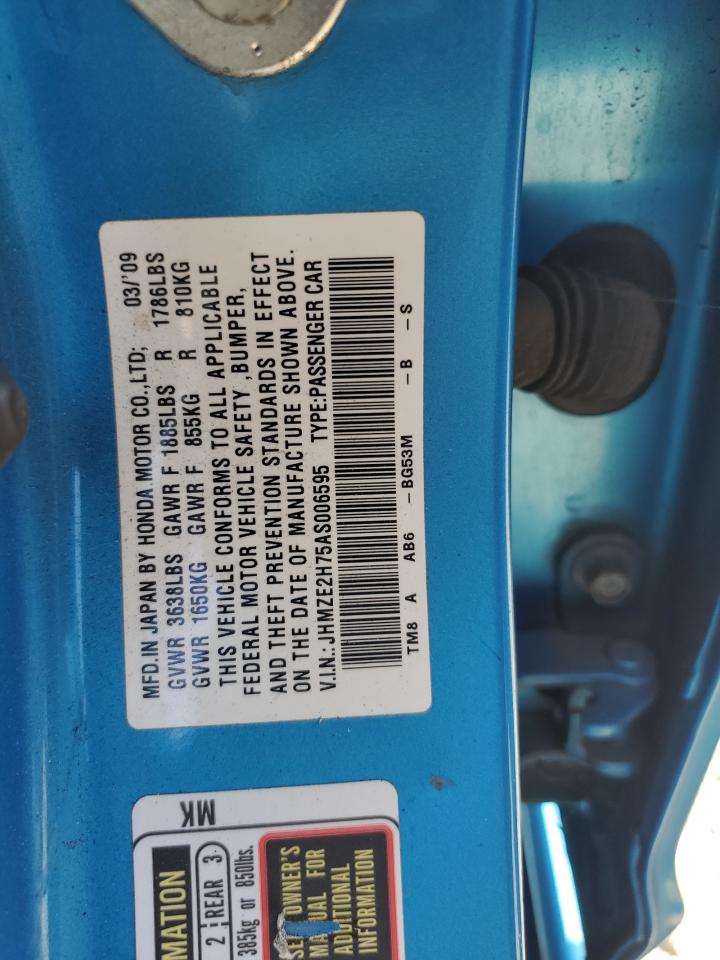 MFD.IN JAPAN BY HONDA MOTOR CO.,LTD; 03/'09
GVWR 3638LBS GAWR F 1885LBS R 1786LBS
GVWR 1650KG GAWR F 855KG R 810KG
THIS VEHICLE CONFORMS TO ALL APPLICABLE
FEDERAL MOTOR VEHICLE SAFETY ,BUMPER,
AND THEFT PREVENTION STANDARDS IN EFFECT
ON THE DATE OF MANUFACTURE SHOWN ABOVE.
V.I.N.: JHMZE2H75AS006595 TYPE:PASSENGER CAR
TM8 A AB6 -BG53M -B -S
MK
MATION
2 REAR 3
385kg or 850lbs.
OWNER'S
MANUAL FOR
ADDITIONAL
INFORMATION